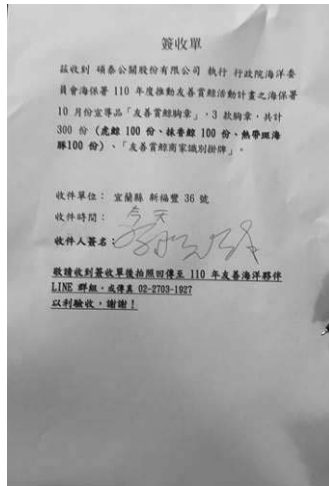 簽收單
茲收到 碩泰公關股份有限公司 執行 行政院海洋委
員會海保署 110 年度推動友善賞鯨活動計畫之海保署
10 月份宣導品「友善賞鯨胸章」,3 款胸章,共計
300 份 (虎鯨 100 份、抹香鯨 100 份、熱帶斑海
豚100 份)、「友善賞鯨商家識別掛牌」。
收件單位: 宜蘭縣 新福豐 36 號
收件時間: 今天
收件人簽名:
敬請收到簽收單後拍照回傳至 110 年友善海洋夥伴
LINE 群組,或傳真 02-2703-1927
以利驗收,謝謝!